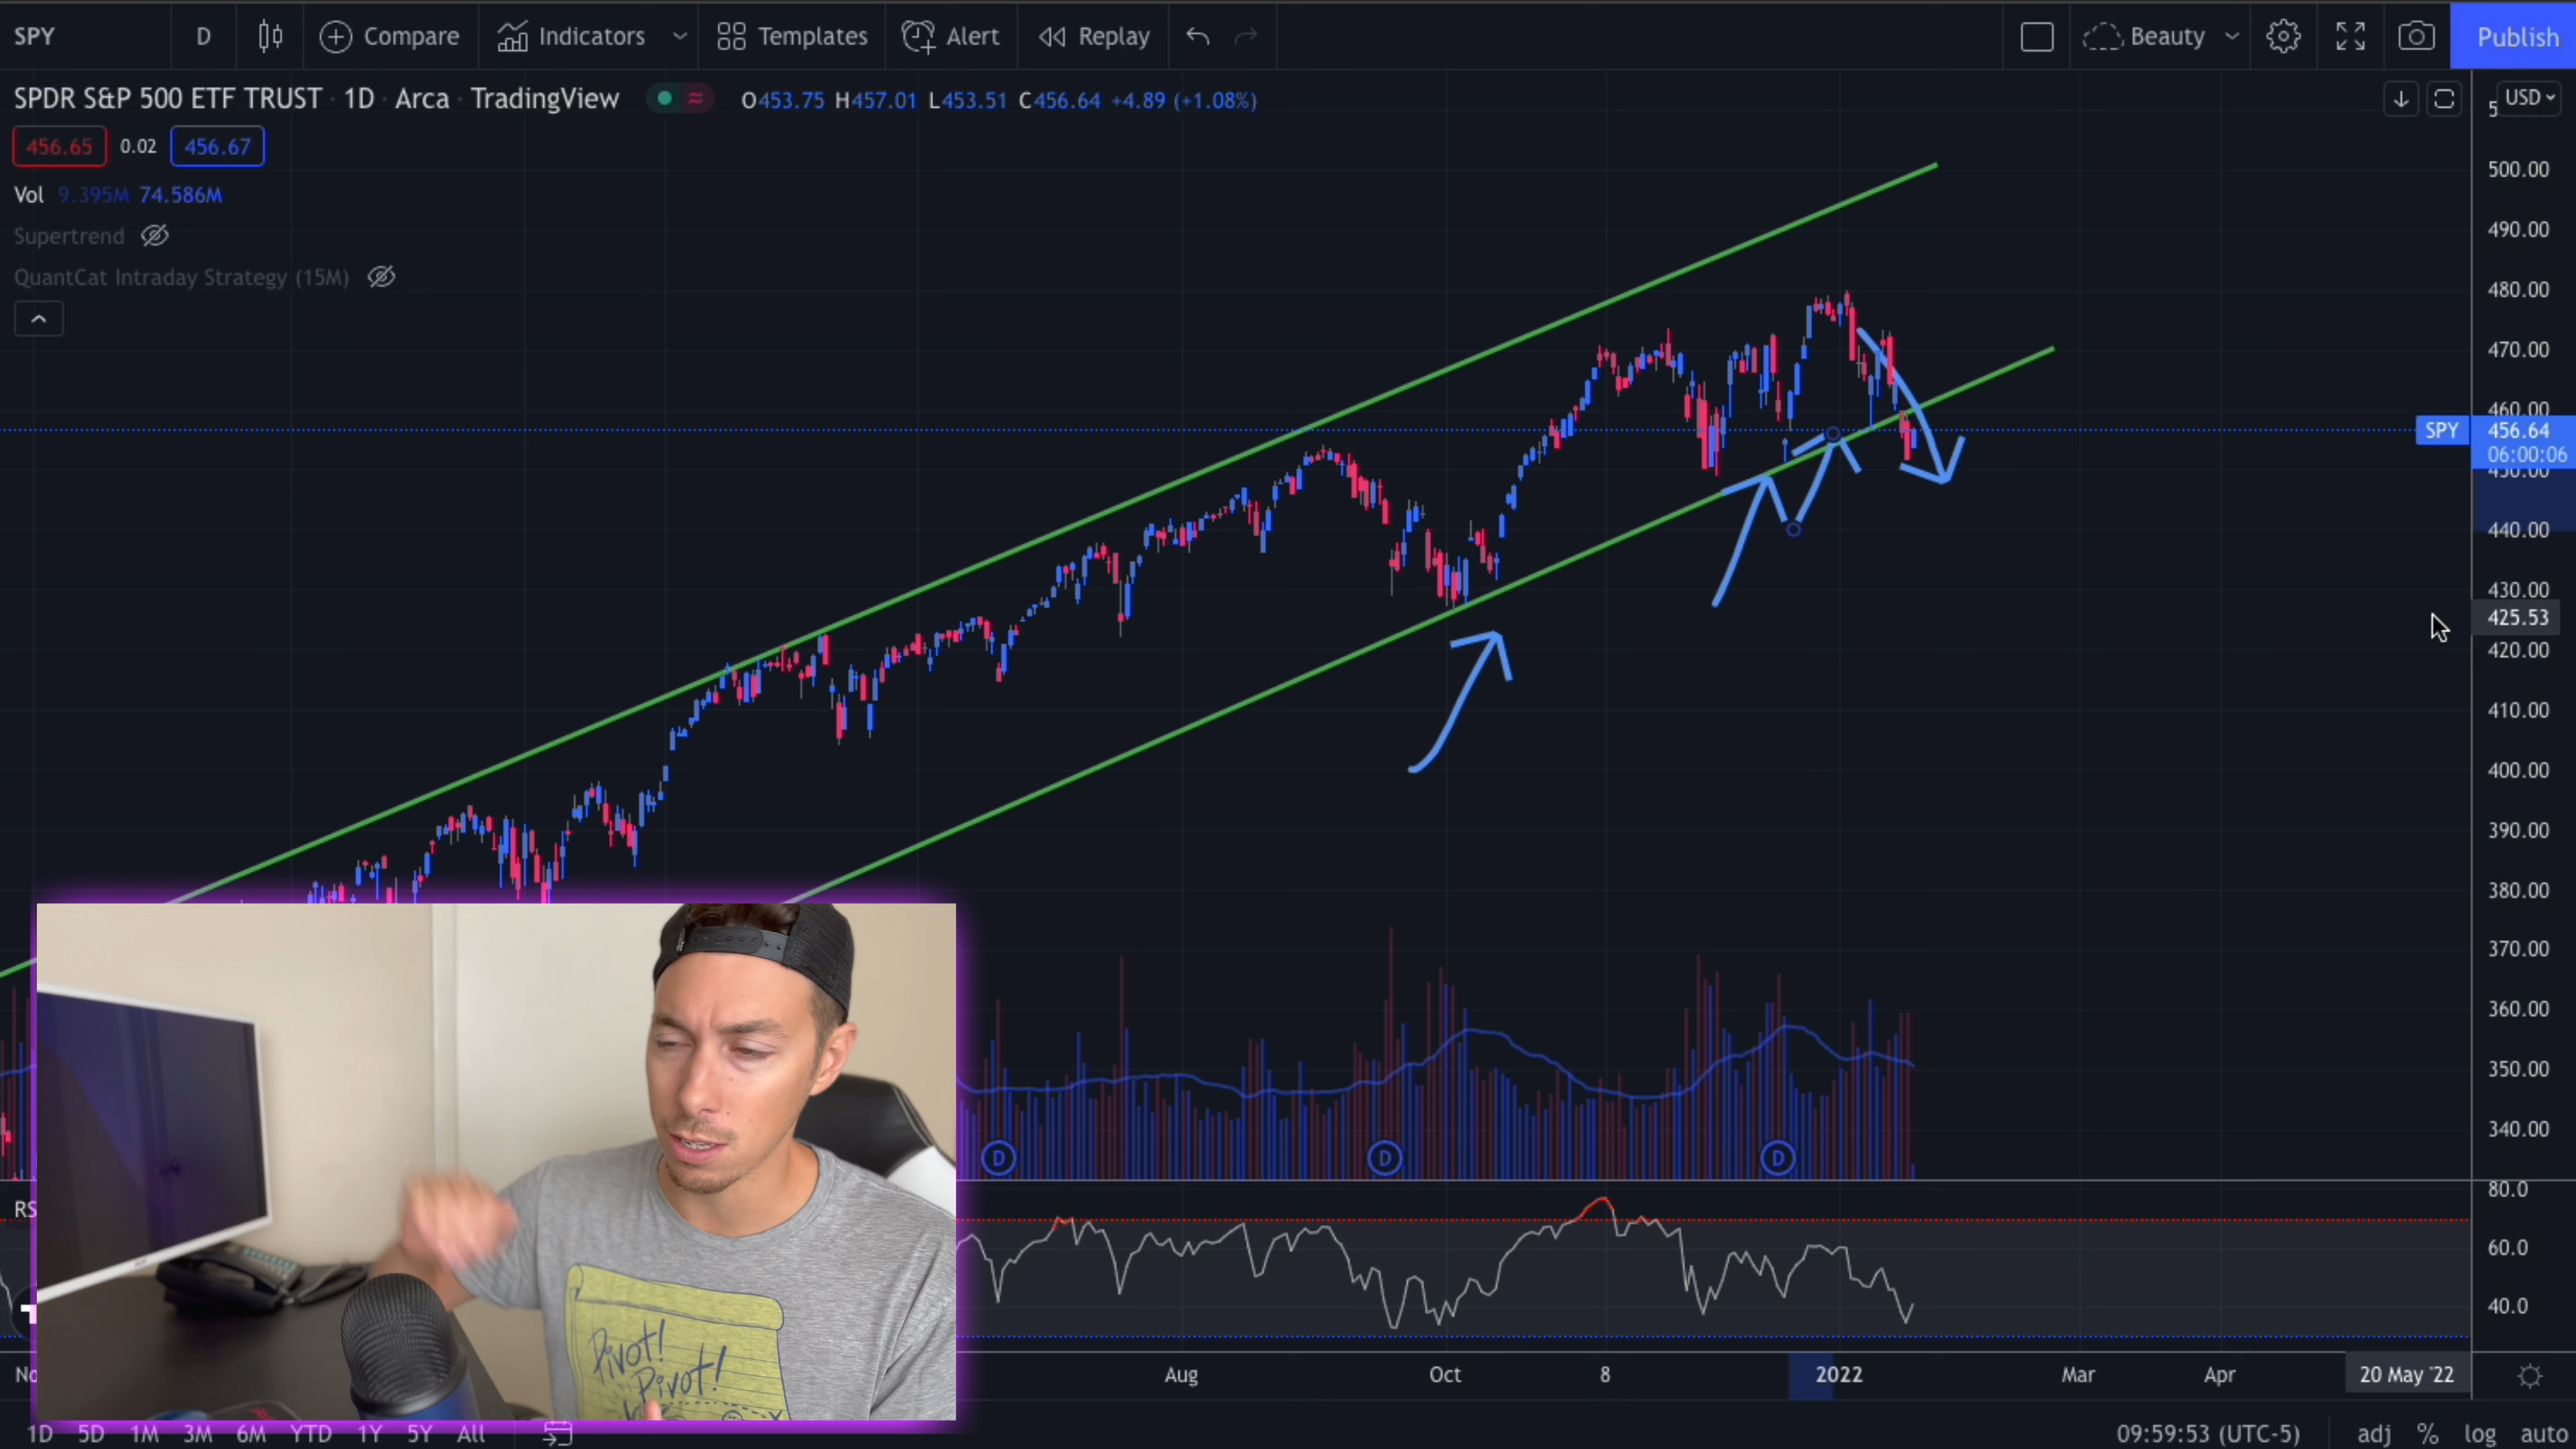 SPY D Compare Indicators Templates Alert Replay Beauty Publish
SPDR S&P 500 ETF TRUST · 1D · Arca · TradingView O453.75 H457.01 L453.51 C456.64 +4.89 (+1.08%) USD
456.65 0.02 456.67
Vol 9.395M 74.586M
Supertrend
QuantCat Intraday Strategy (15M)
500.00
490.00
480.00
470.00
460.00
SPY 456.64
06:00:06
450.00
440.00
430.00
425.53
420.00
410.00
400.00
390.00
380.00
370.00
360.00
350.00
340.00
D D D
80.0
60.0
40.0
RS
Pivot!
Pivot!
No Aug Oct 8 2022 Mar Apr 20 May '22
1D 5D 1M 3M 6M YTD 1Y 5Y All 09:59:53 (UTC-5) adj % log auto